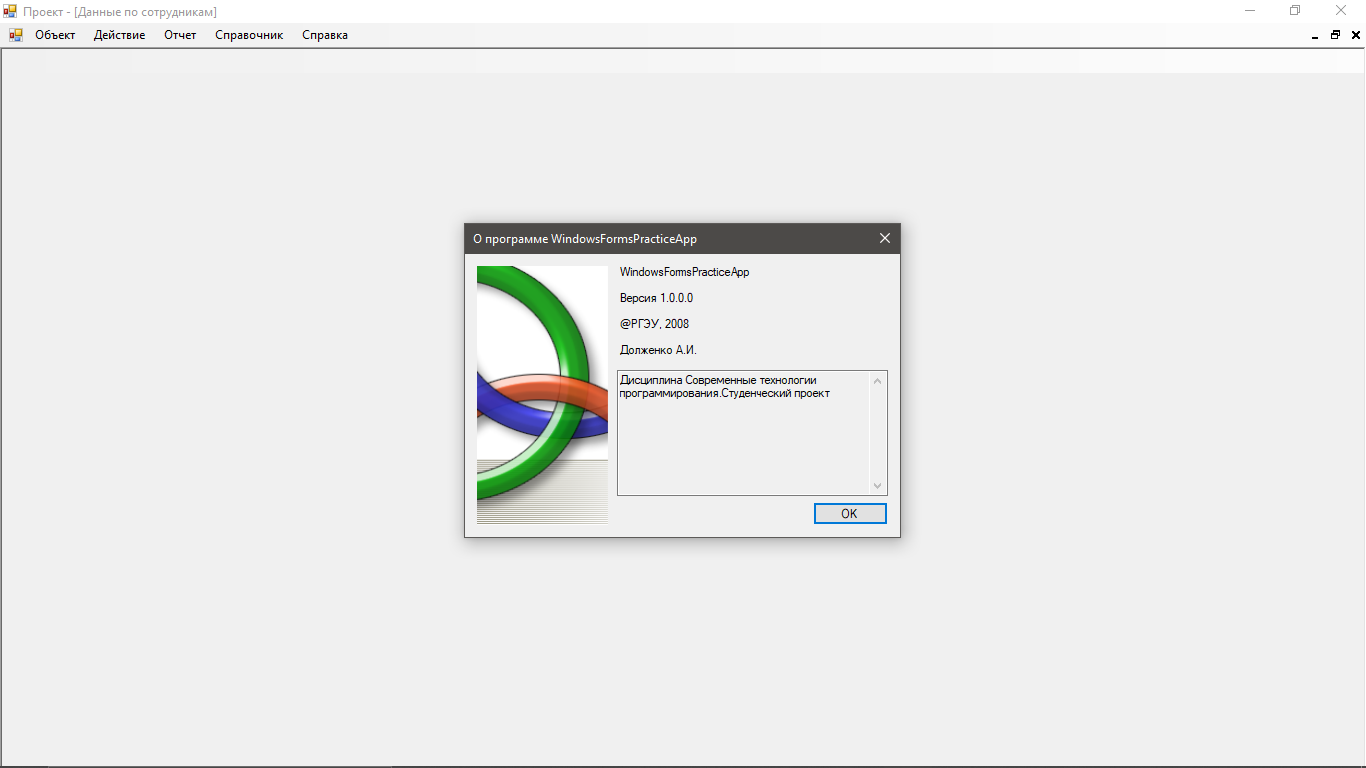 Проект - [Данные по сотрудникам]
Объект Действие Отчет Справочник Справка
О программе WindowsFormsPracticeApp
WindowsFormsPracticeApp
Версия 1.0.0.0
@РГЭУ, 2008
Долженко А.И.
Дисциплина Современные технологии
программирования.Студенческий проект
OK